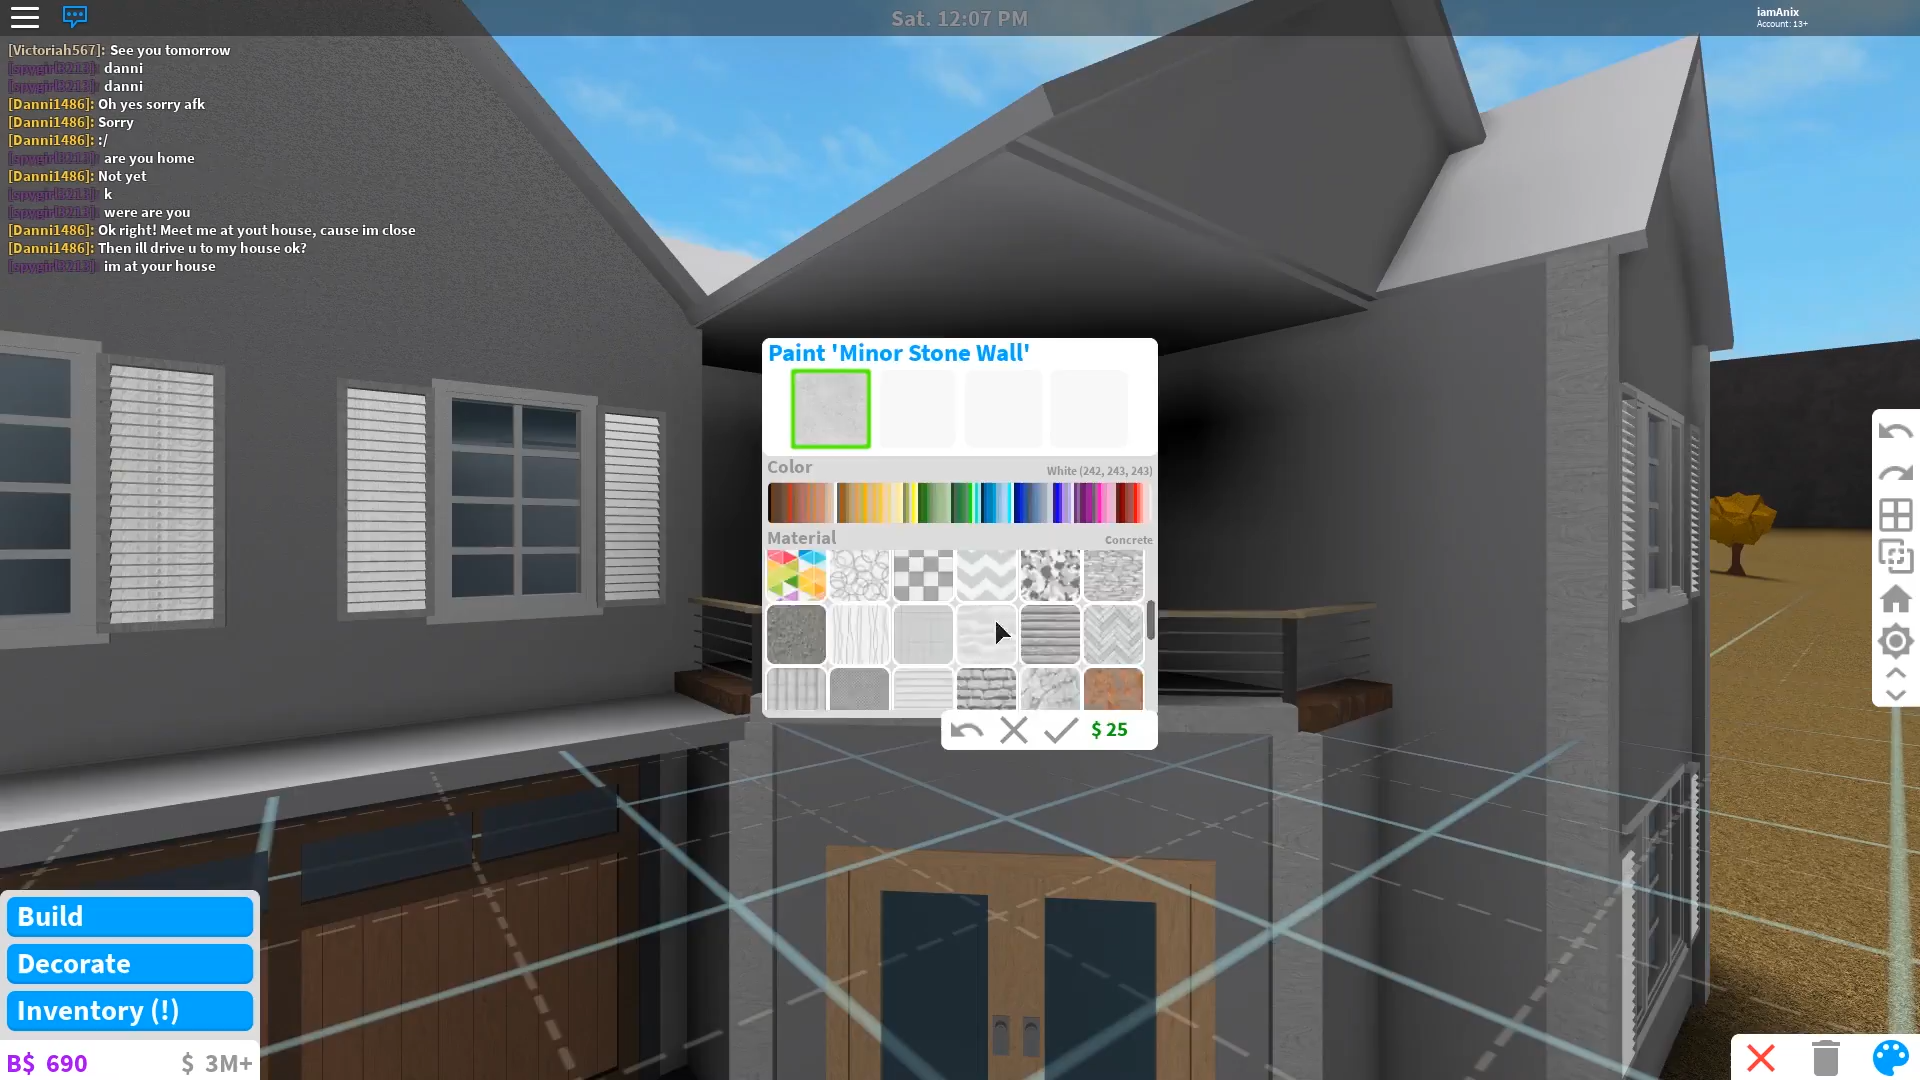 Sat. 12:07 PM
iamAnix
Account: 13+
[Victoriah567]: See you tomorrow
danni
danni
[Danni1486]: Oh yes sorry afk
[Danni1486]: Sorry
[Danni1486]: :/
are you home
[Danni1486]: Not yet
k
were are you
[Danni1486]: Ok right! Meet me at yout house, cause im close
[Danni1486]: Then ill drive u to my house ok?
im at your house
Paint 'Minor Stone Wall'
Color White (242, 243, 243)
Material Concrete
$ 25
Build
Decorate
Inventory (!)
B$ 690 $ 3M+